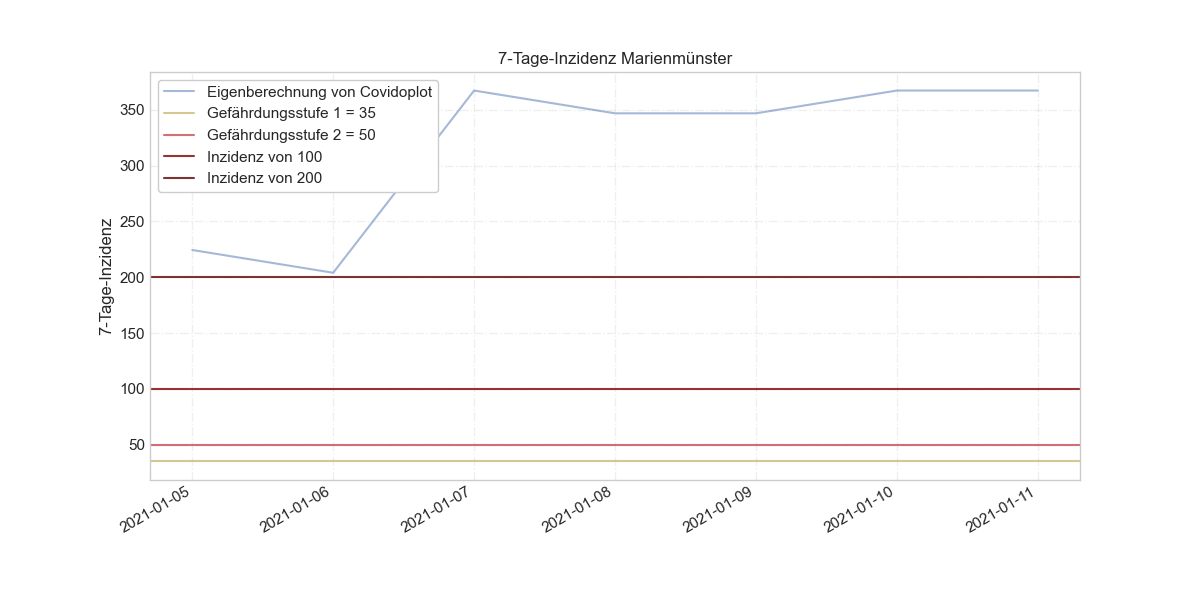 7-Tage-Inzidenz Marienmünster
Eigenberechnung von Covidoplot
Gefährdungsstufe 1 = 35
Gefährdungsstufe 2 = 50
Inzidenz von 100
Inzidenz von 200
7-Tage-Inzidenz
350
300
250
200
150
100
50
2021-01-05
2021-01-06
2021-01-07
2021-01-08
2021-01-09
2021-01-10
2021-01-11